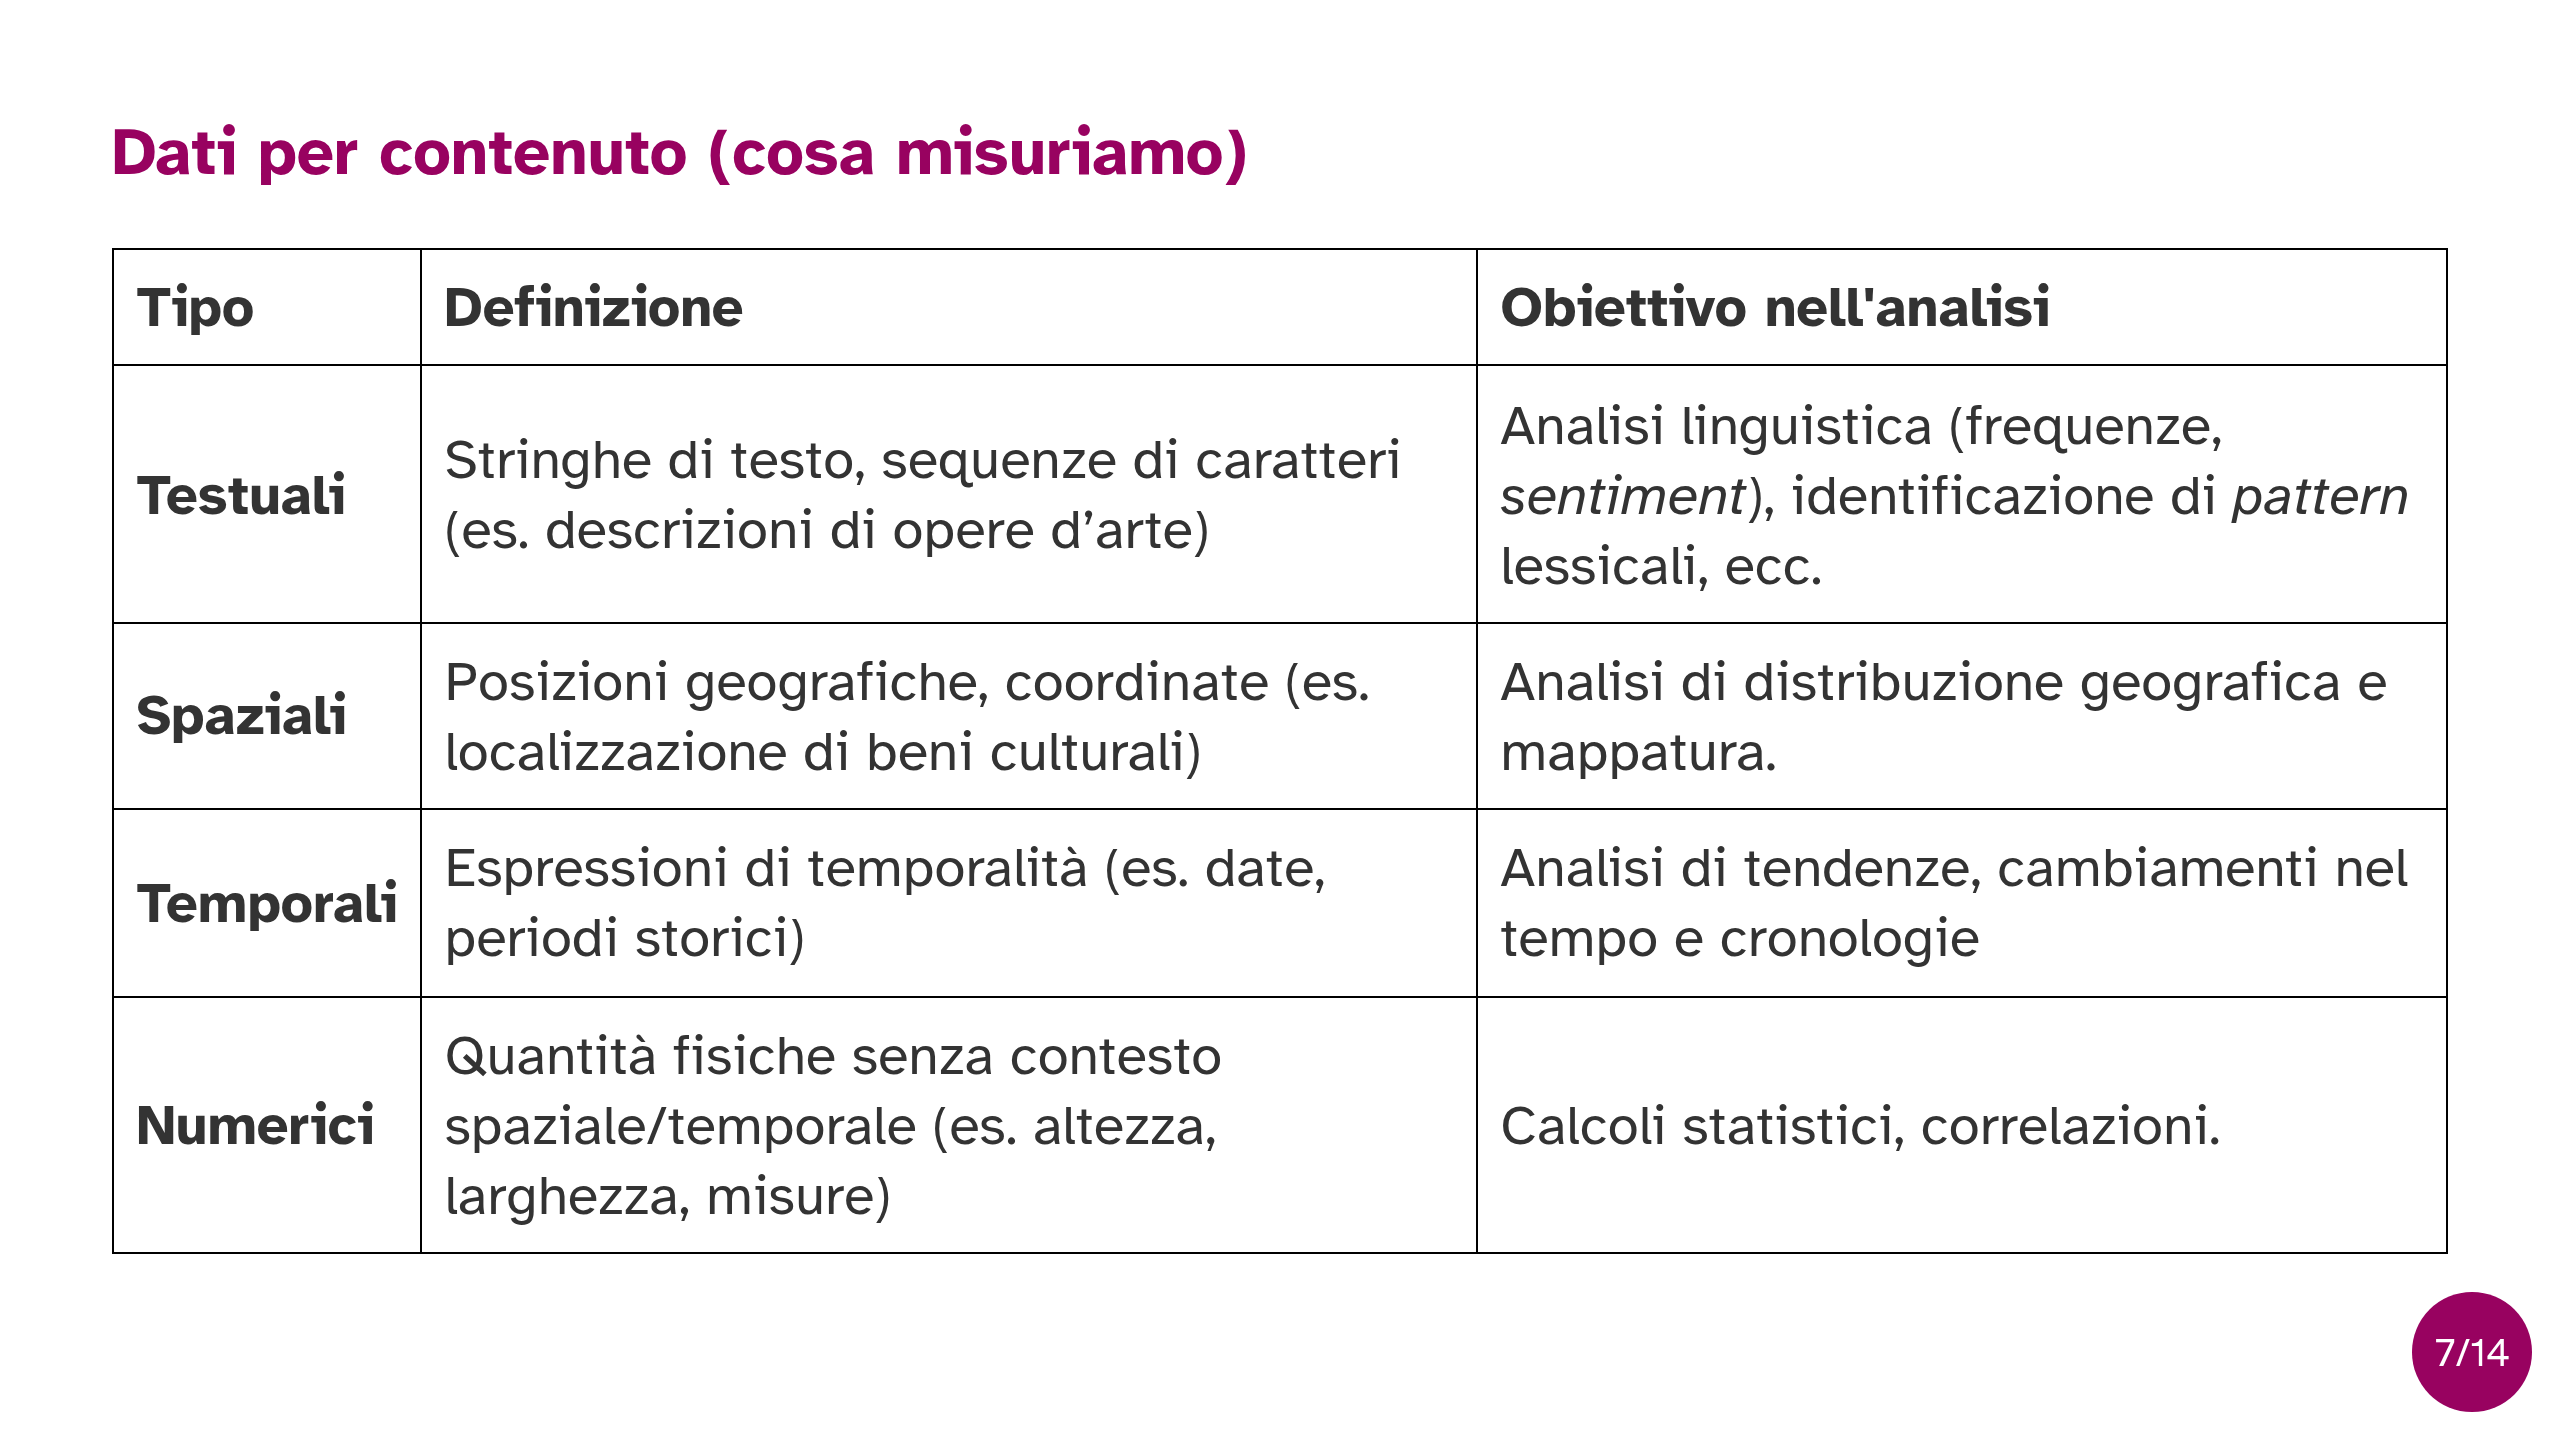 Dati per contenuto (cosa misuriamo)
Tipo
Definizione
Obiettivo nell'analisi
Testuali
Stringhe di testo, sequenze di caratteri
(es. descrizioni di opere d’arte)
Analisi linguistica (frequenze,
sentiment), identificazione di pattern
lessicali, ecc.
Spaziali
Posizioni geografiche, coordinate (es.
localizzazione di beni culturali)
Analisi di distribuzione geografica e
mappatura.
Temporali
Espressioni di temporalità (es. date,
periodi storici)
Analisi di tendenze, cambiamenti nel
tempo e cronologie
Numerici
Quantità fisiche senza contesto
spaziale/temporale (es. altezza,
larghezza, misure)
Calcoli statistici, correlazioni.
7/14